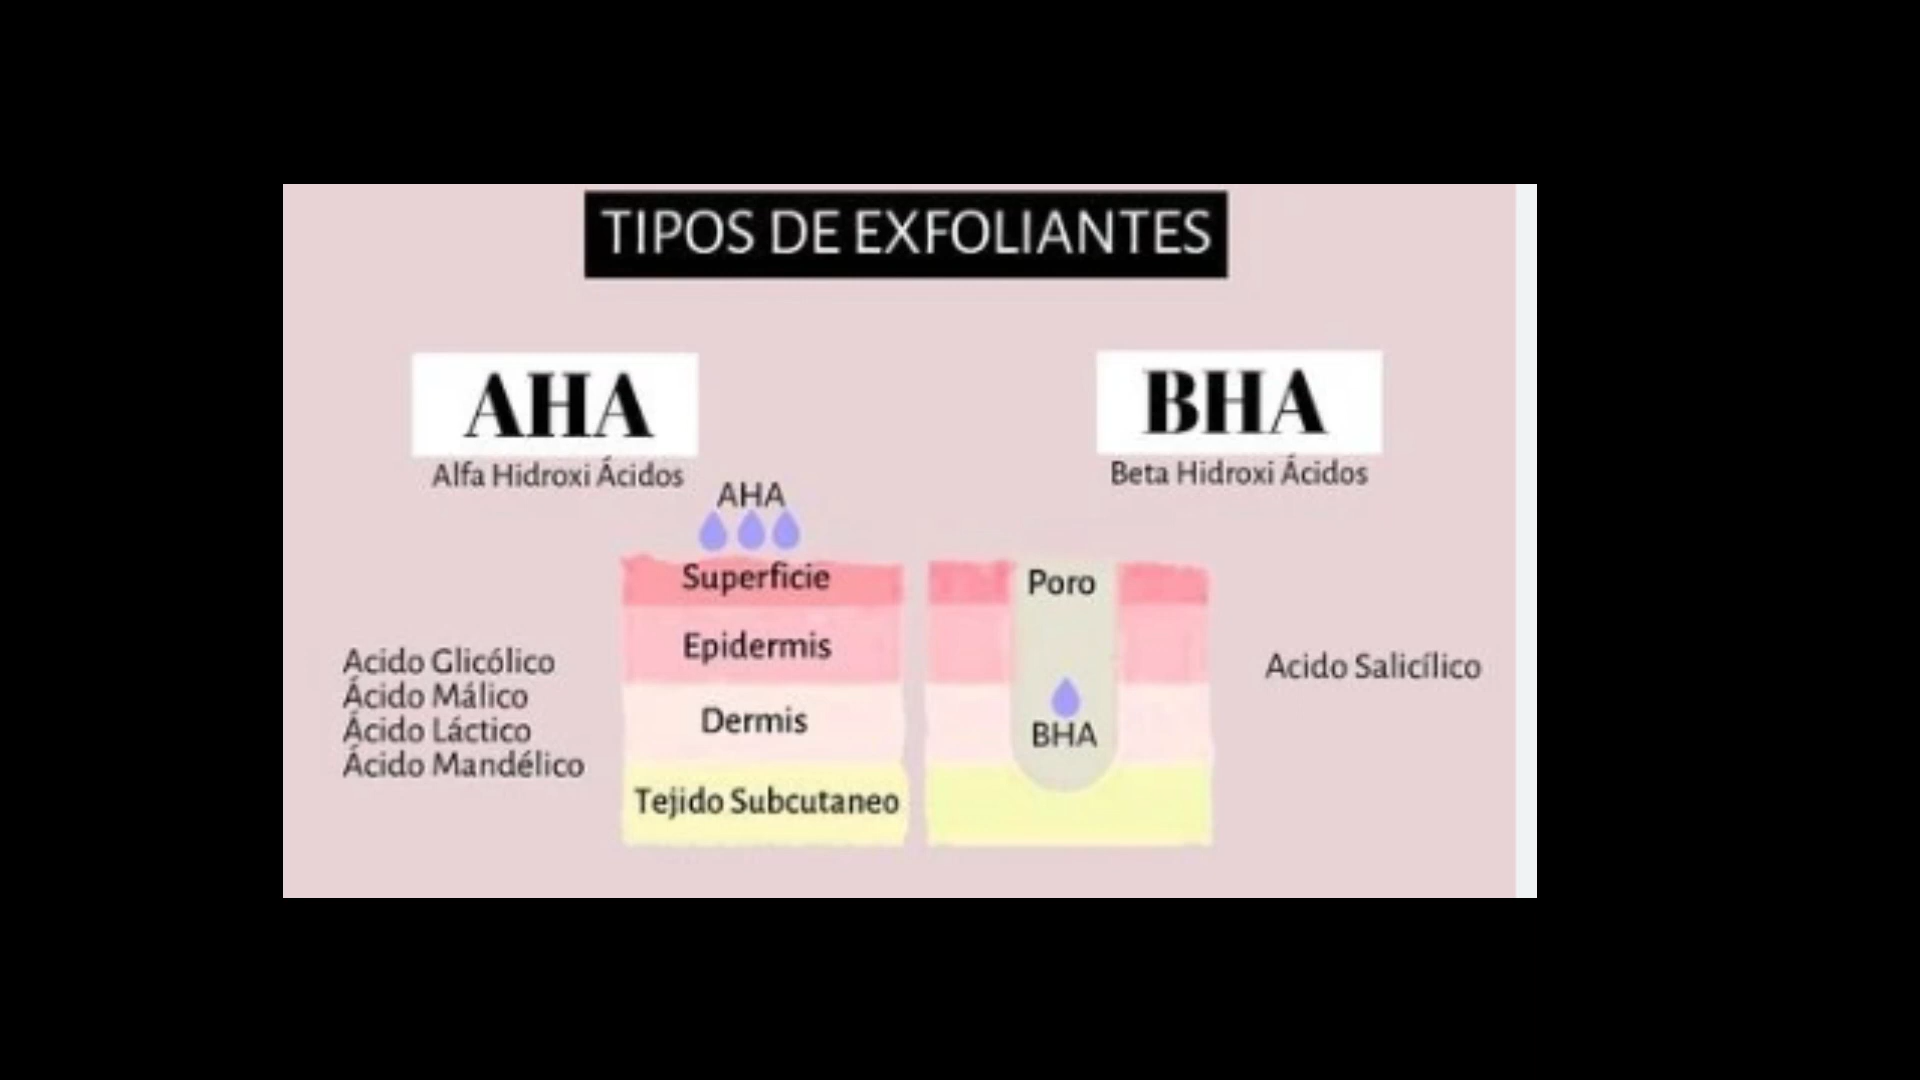 TIPOS DE EXFOLIANTES
AHA
Alfa Hidroxi Ácidos
BHA
Beta Hidroxi Ácidos
AHA
Superficie
Epidermis
Dermis
Tejido Subcutaneo
Poro
BHA
Acido Glicólico
Ácido Málico
Ácido Láctico
Ácido Mandélico
Acido Salicílico